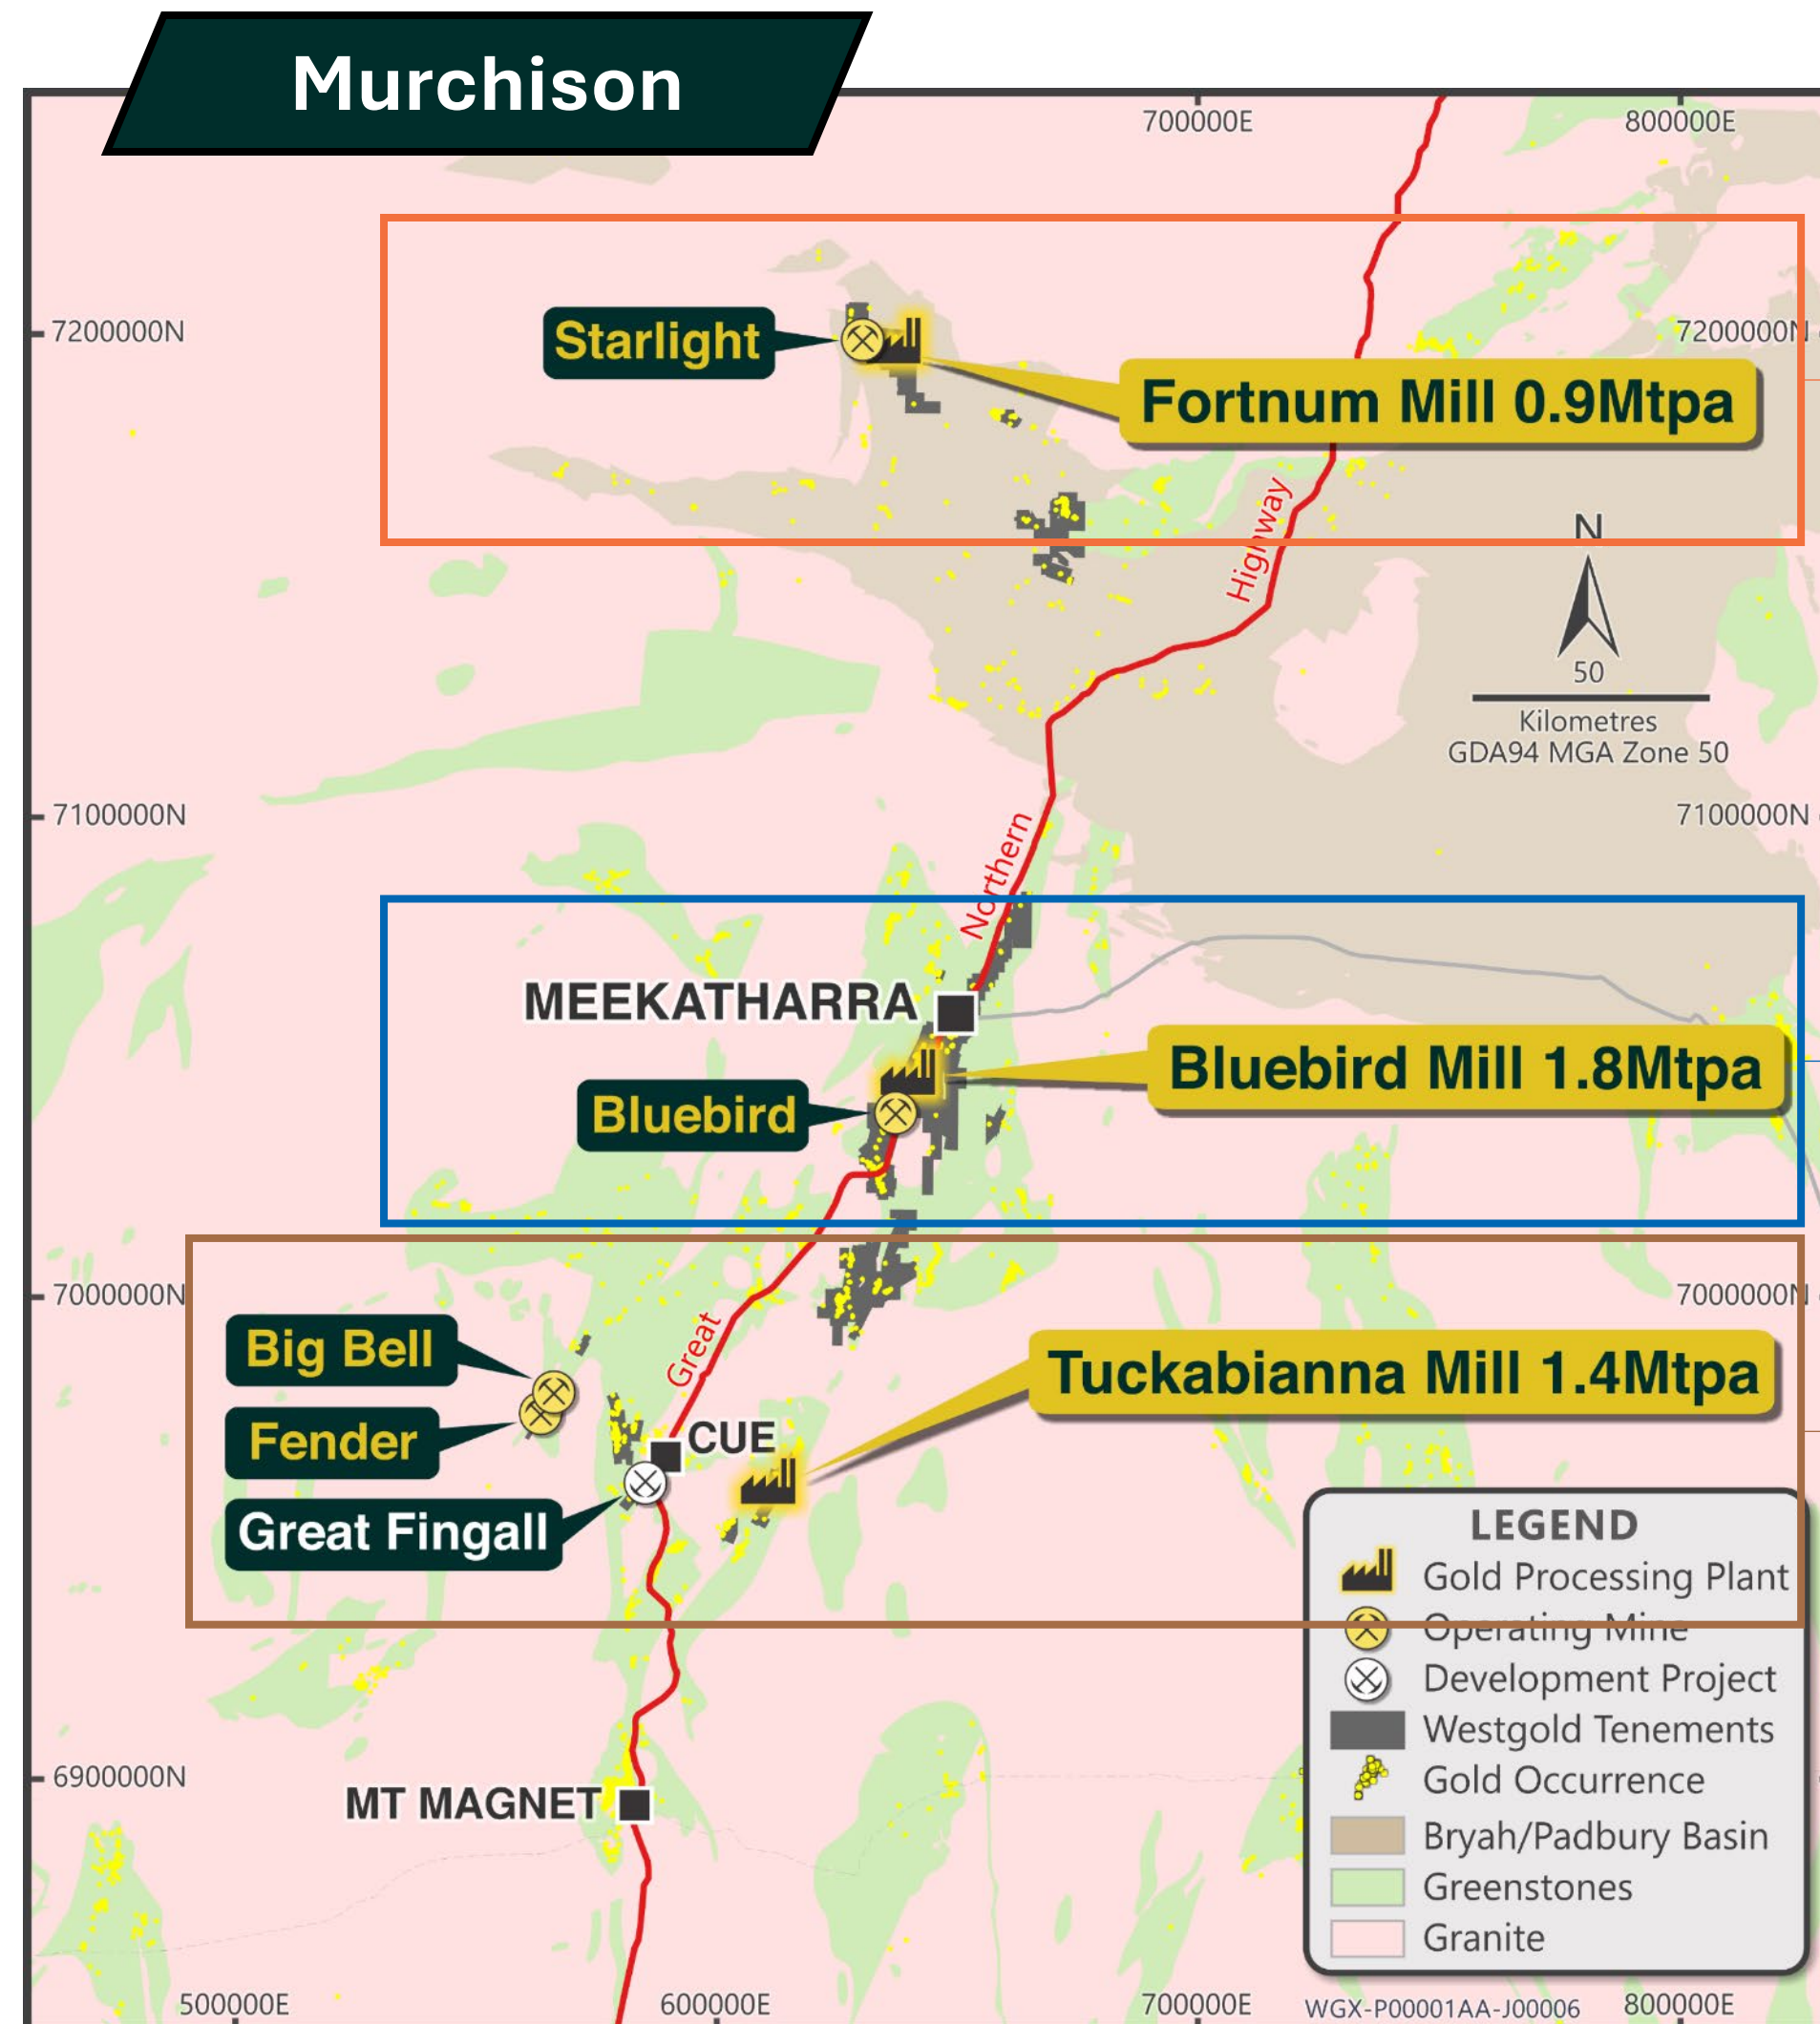 Murchison
700000E
800000E
7200000N
7200000N
Starlight
Fortnum Mill 0.9Mtpa
Highway
N
50
Kilometres
GDA94 MGA Zone 50
7100000N
7100000N
Northern
MEEKATHARRA
Bluebird Mill 1.8Mtpa
Bluebird
7000000N
7000000N
Great
Big Bell
Tuckabianna Mill 1.4Mtpa
Fender
CUE
Great Fingall
LEGEND
Gold Processing Plant
Operating Mine
Development Project
Westgold Tenements
Gold Occurrence
Bryah/Padbury Basin
Greenstones
Granite
6900000N
MT MAGNET
500000E
600000E
700000E
WGX-P00001AA-J00006
800000E